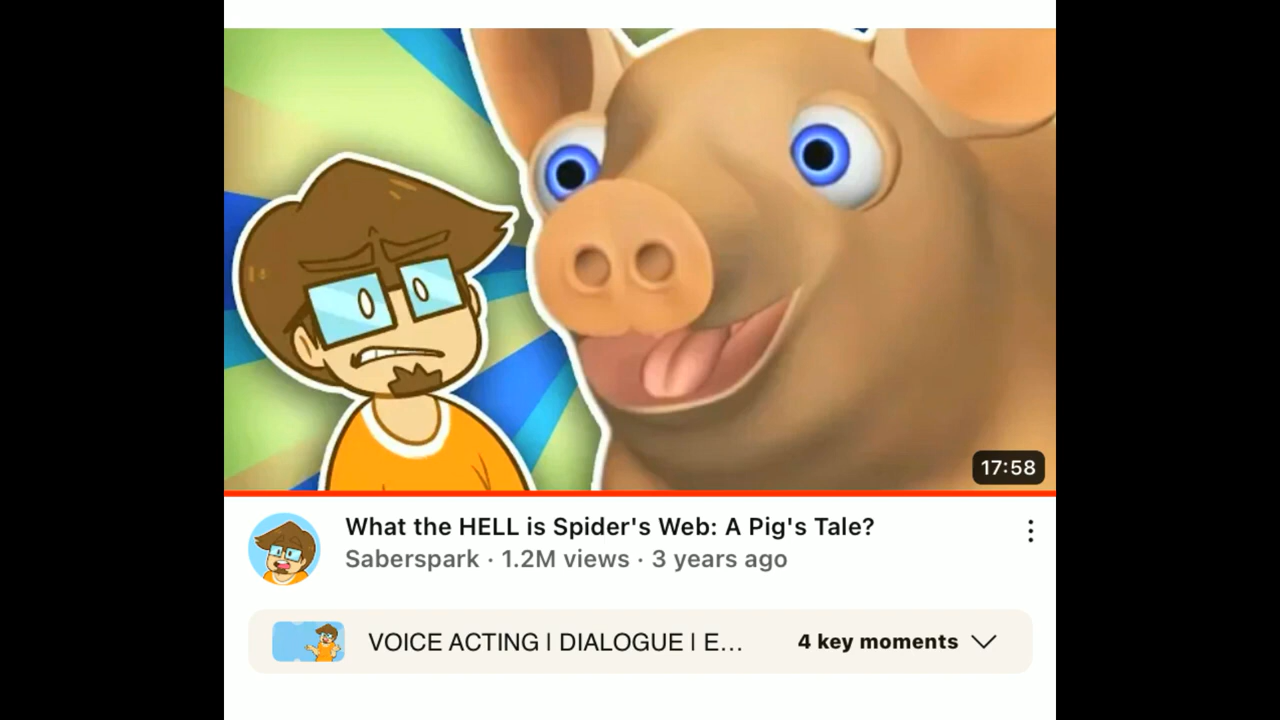 17:58
What the HELL is Spider's Web: A Pig's Tale?
Saberspark · 1.2M views · 3 years ago
VOICE ACTING | DIALOGUE | E... 4 key moments